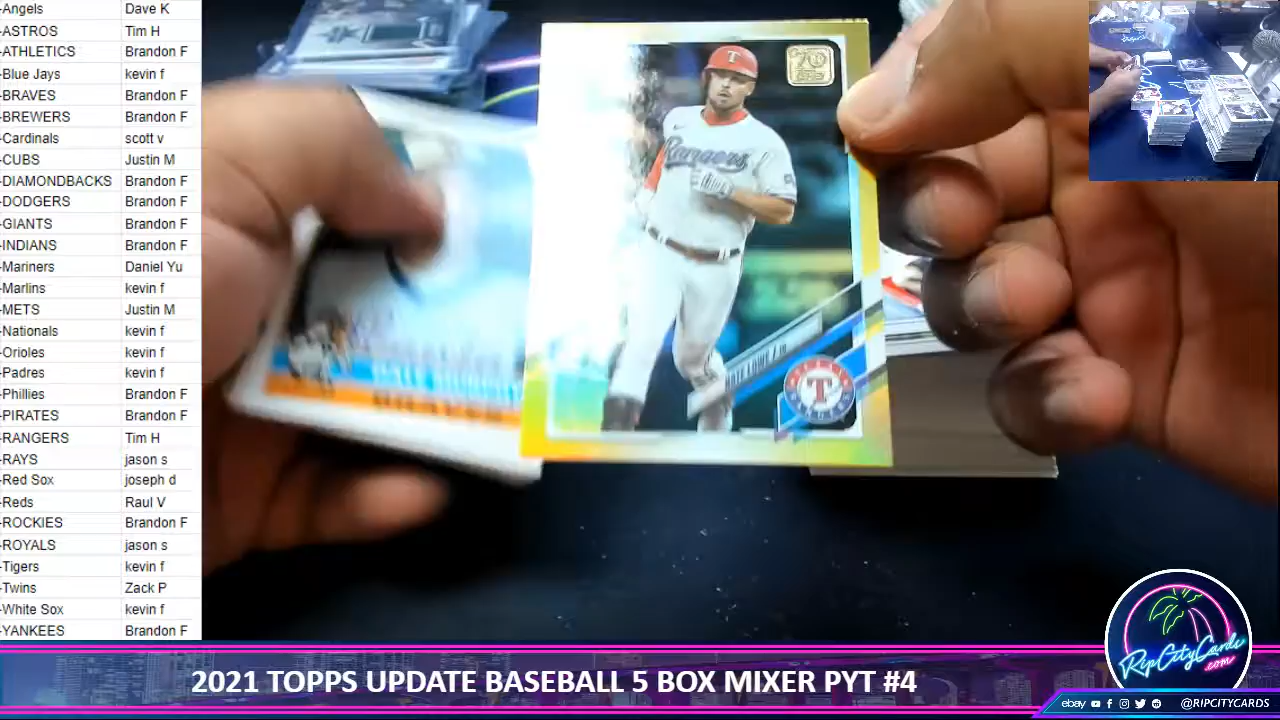 -Angels Dave K
-ASTROS Tim H
-ATHLETICS Brandon F
-Blue Jays kevin f
-BRAVES Brandon F
-BREWERS Brandon F
-Cardinals scott v
-CUBS Justin M
-DIAMONDBACKS Brandon F
-DODGERS Brandon F
-GIANTS Brandon F
-INDIANS Brandon F
-Mariners Daniel Yu
-Marlins kevin f
-METS Justin M
-Nationals kevin f
-Orioles kevin f
-Padres kevin f
-Phillies Brandon F
-PIRATES Brandon F
-RANGERS Tim H
-RAYS jason s
-Red Sox joseph d
-Reds Raul V
-ROCKIES Brandon F
-ROYALS jason s
-Tigers kevin f
-Twins Zack P
-White Sox kevin f
-YANKEES Brandon F
T
70
Rangers
T
RipCityCards
.com
2021 TOPPS UPDATE BASEBALL 5 BOX MIXER PYT #4
ebay @RIPCITYCARDS